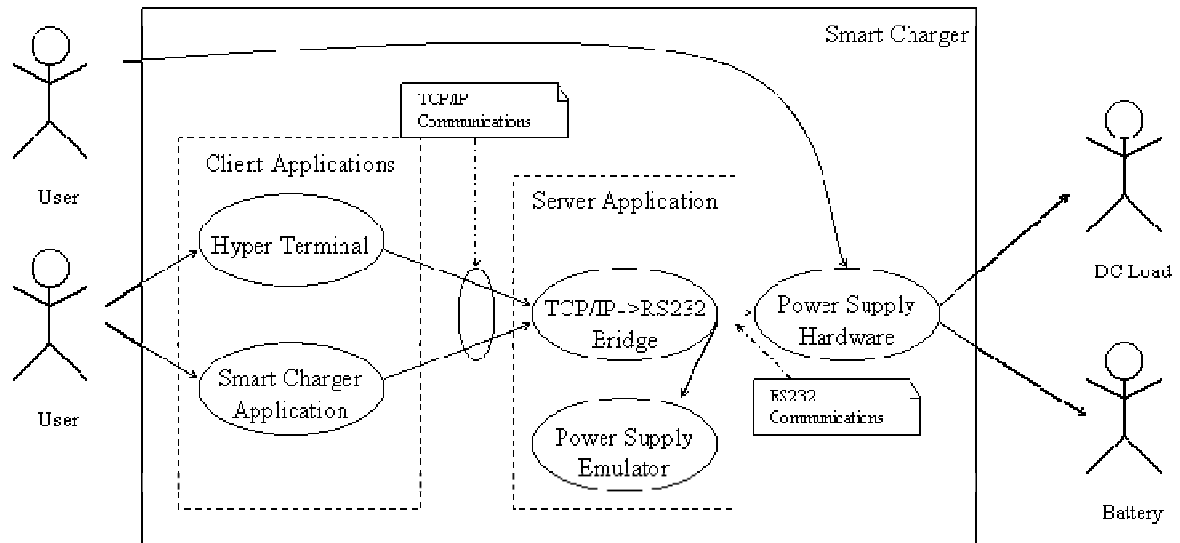 Smart Charger
TCP/IP
Communications
Client Applications
User
Server Application
Hyper Terminal
DC Load
TCP/IP->RS232
Bridge
Power Supply
Hardware
Smart Charger
Application
RS232
Communications
User
Power Supply
Emulator
Battery